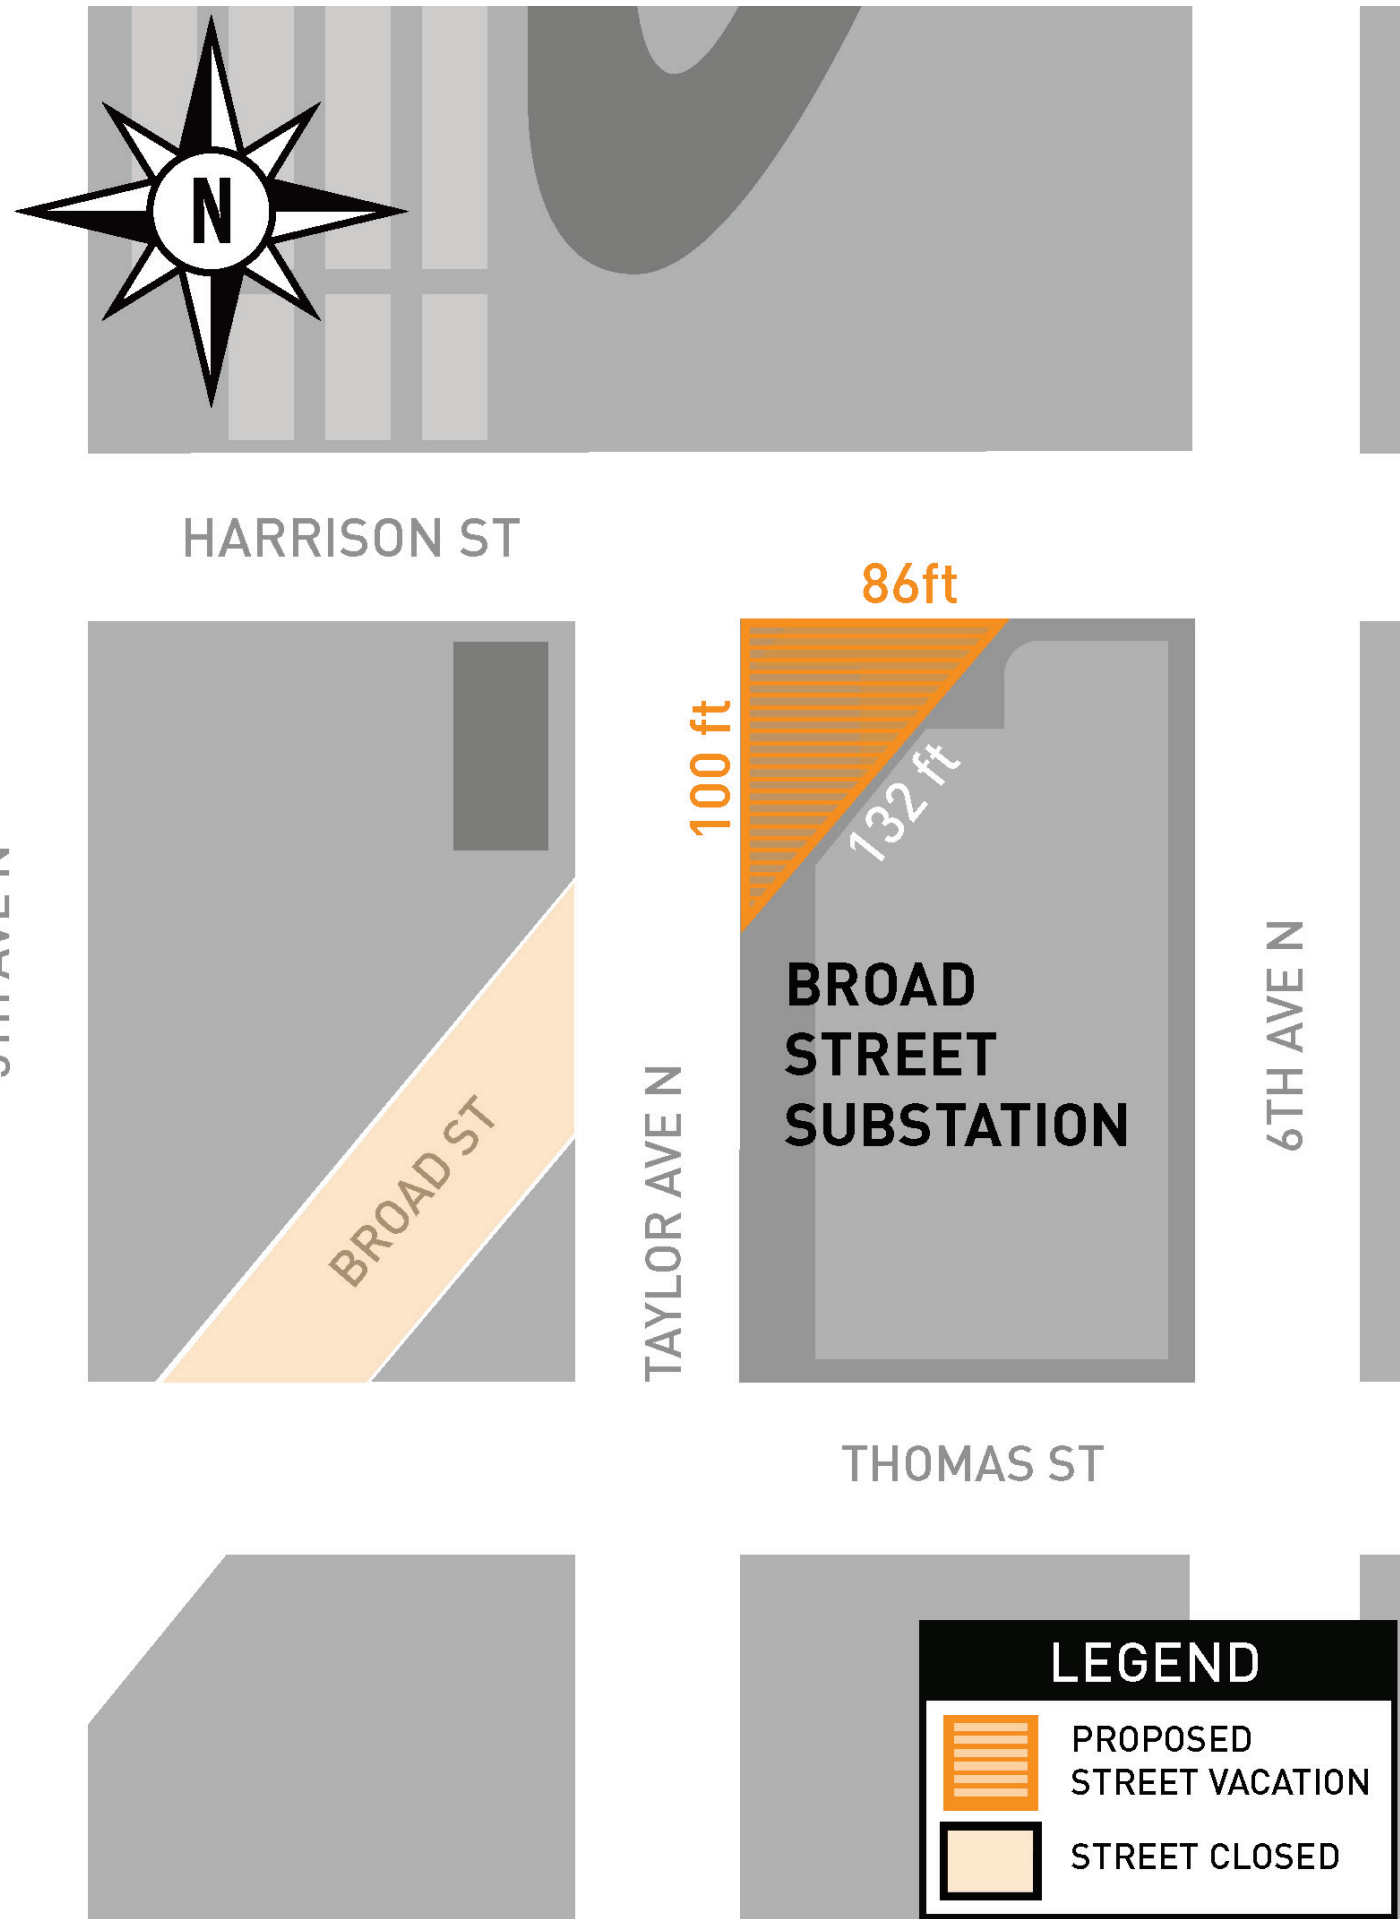 N
HARRISON ST
86ft
100 ft
132 ft
BROAD
STREET
SUBSTATION
BROAD ST
TAYLOR AVE N
6TH AVE N
THOMAS ST
LEGEND
PROPOSED
STREET VACATION
STREET CLOSED